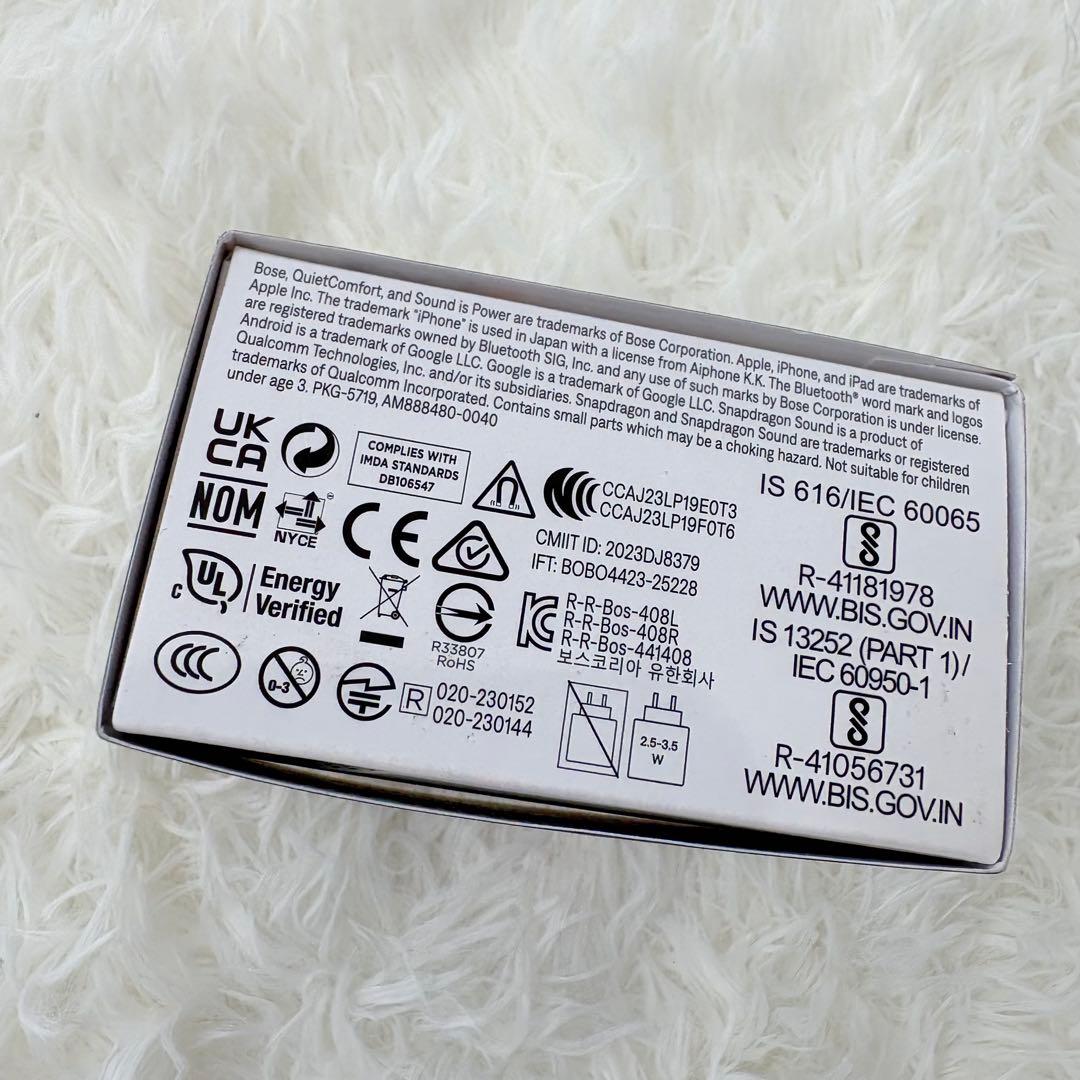 Bose, QuietComfort, and Sound is Power are trademarks of Bose Corporation. Apple, iPhone, and iPad are trademarks of
Apple Inc. The trademark "iPhone" is used in Japan with a license from Aiphone K.K. The Bluetooth® word mark and logos
are registered trademarks owned by Bluetooth SIG, Inc. and any use of such marks by Bose Corporation is under license.
Android is a trademark of Google LLC. Google is a trademark of Google LLC. Snapdragon Sound is a product of
Qualcomm Technologies, Inc. and/or its subsidiaries. Snapdragon and Snapdragon Sound are trademarks or registered
trademarks of Qualcomm Incorporated. Contains small parts which may be a choking hazard. Not suitable for children
under age 3. PKG-5719, AM888480-0040
UK
CA
COMPLIES WITH
IMDA STANDARDS
DB106547
CCAJ23LP19E0T3
CCAJ23LP19F0T6
NOM
NYCE
CE
CMIIT ID: 2023DJ8379
IFT: BOBO4423-25228
C UL
Energy
Verified
R33807
RoHS
R-R-Bos-408L
R-R-Bos-408R
R-R-Bos-441408
보스코리아 유한회사
CCC
0-3
R
020-230152
020-230144
2.5-3.5
W
IS 616/IEC 60065
R-41181978
WWW.BIS.GOV.IN
IS 13252 (PART 1)/
IEC 60950-1
R-41056731
WWW.BIS.GOV.IN